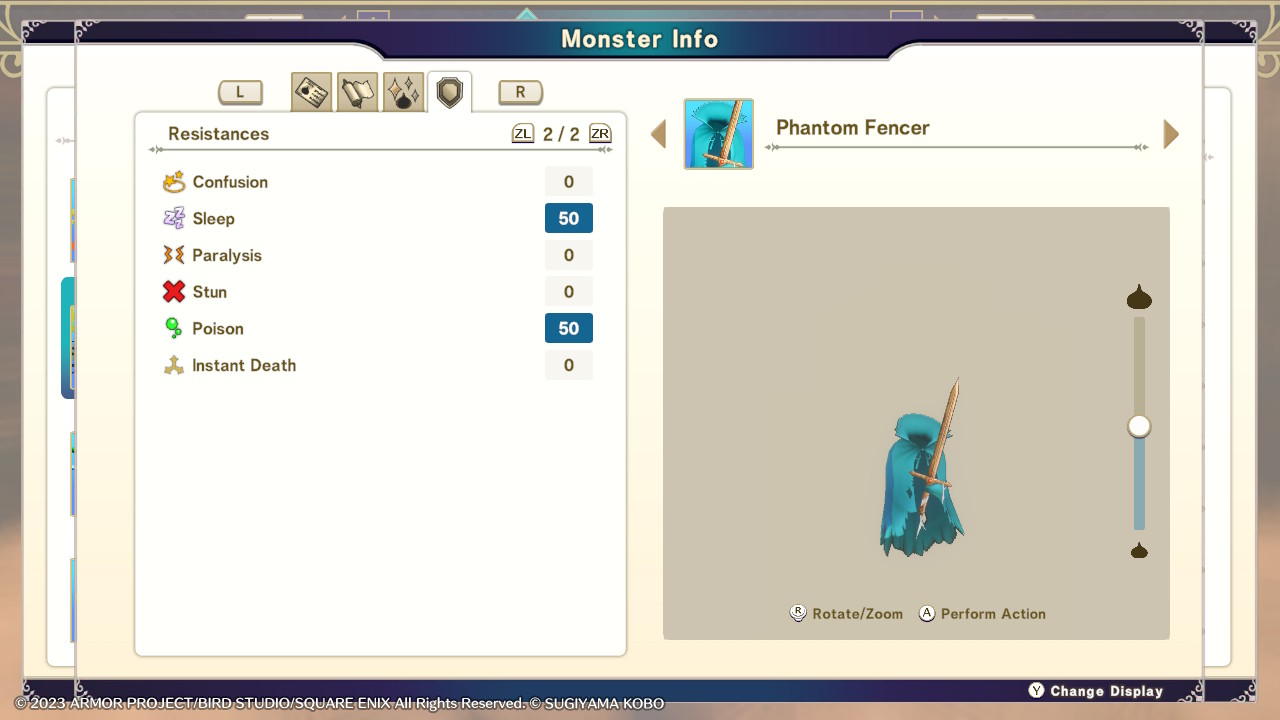 Monster Info
L
R
Resistances
ZL 2 / 2 ZR
Confusion 0
Sleep 50
Paralysis 0
Stun 0
Poison 50
Instant Death 0
Phantom Fencer
R Rotate/Zoom A Perform Action
Y Change Display
© 2023 ARMOR PROJECT/BIRD STUDIO/SQUARE ENIX All Rights Reserved. © SUGIYAMA KOBO